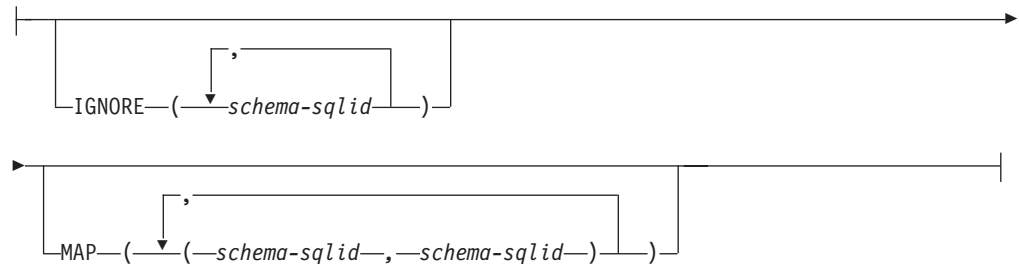 ,
IGNORE ( schema-sqlid )
,
MAP ( ( schema-sqlid , schema-sqlid ) )